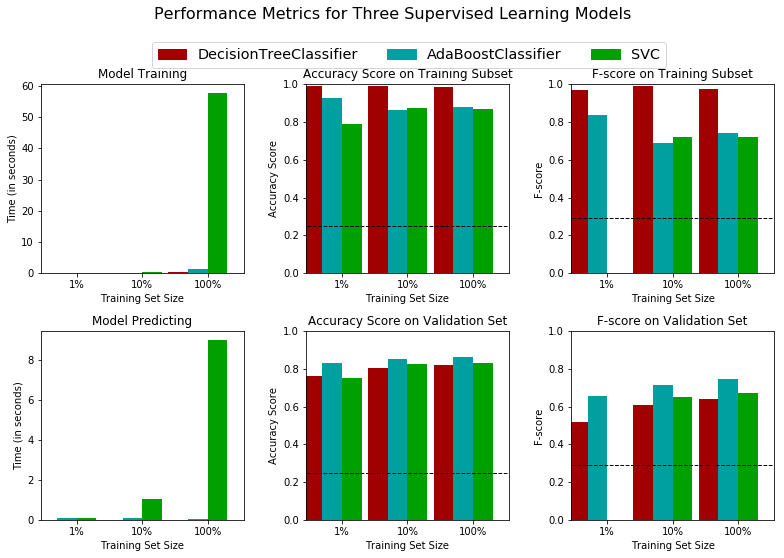 Performance Metrics for Three Supervised Learning Models
DecisionTreeClassifier AdaBoostClassifier SVC
Model Training
Time (in seconds)
60
50
40
30
20
10
0
1% 10% 100%
Training Set Size
Accuracy Score on Training Subset
Accuracy Score
1.0
0.8
0.6
0.4
0.2
0.0
1% 10% 100%
Training Set Size
F-score on Training Subset
F-score
1.0
0.8
0.6
0.4
0.2
0.0
1% 10% 100%
Training Set Size
Model Predicting
Time (in seconds)
8
6
4
2
0
1% 10% 100%
Training Set Size
Accuracy Score on Validation Set
Accuracy Score
1.0
0.8
0.6
0.4
0.2
0.0
1% 10% 100%
Training Set Size
F-score on Validation Set
F-score
1.0
0.8
0.6
0.4
0.2
0.0
1% 10% 100%
Training Set Size